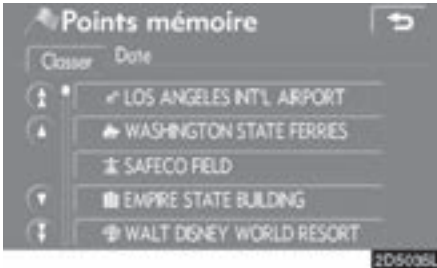 Points mémoire
Classer Date
LOS ANGELES INT'L AIRPORT
WASHINGTON STATE FERRIES
SAFECO FIELD
EMPIRE STATE BUILDING
WALT DISNEY WORLD RESORT
2D5036L